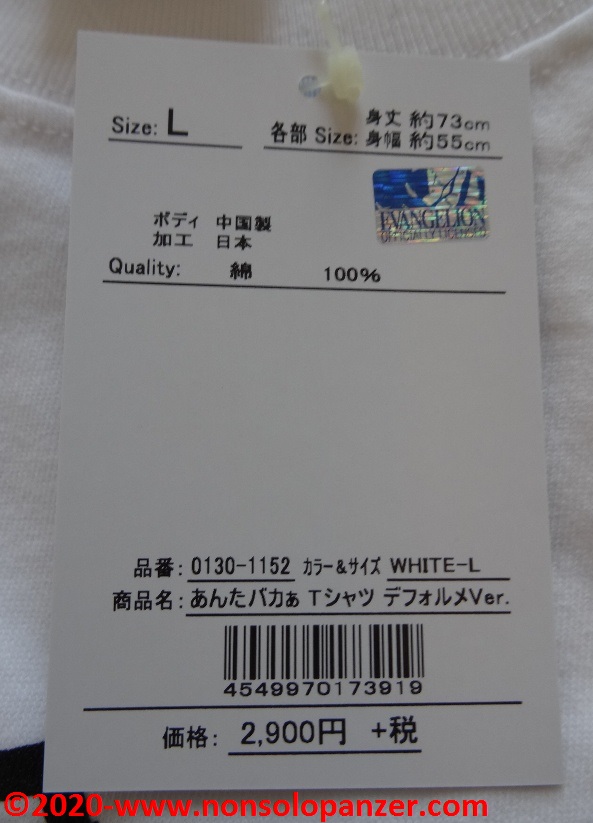 Size: L
各部 Size: 身丈 約73cm
身幅 約55cm
EVANGELION
OFFICIALLY LICENSED
ボディ 中国製
加工 日本
Quality: 綿 100%
品番: 0130-1152 カラー&サイズ WHITE-L
商品名: あんたバカぁ Tシャツ デフォルメVer.
4549970173919
価格: 2,900円 +税
©2020-www.nonsolopanzer.com